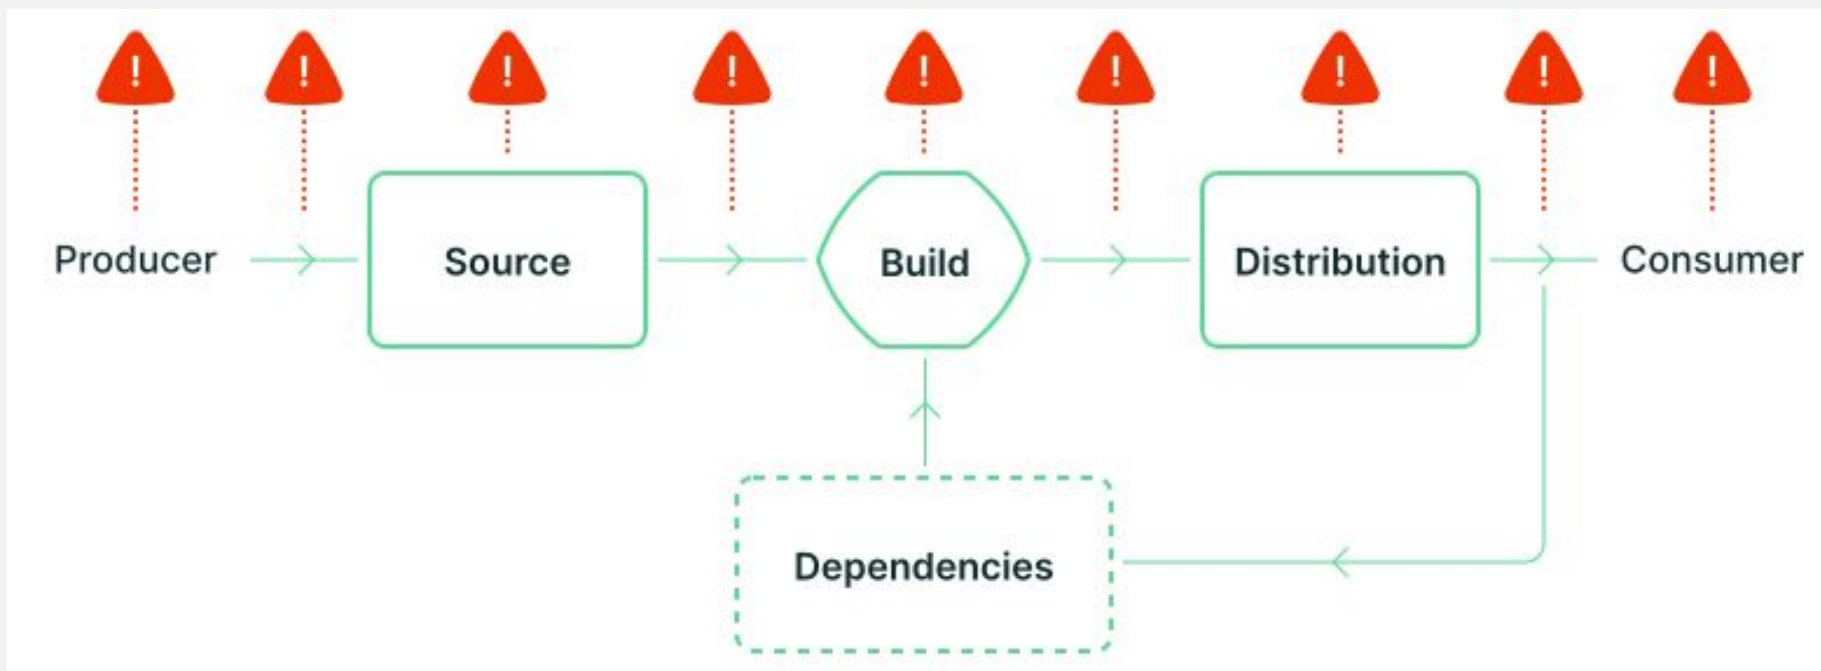 ! ! ! ! ! ! ! ! !
Producer Source Build Distribution Consumer
Dependencies